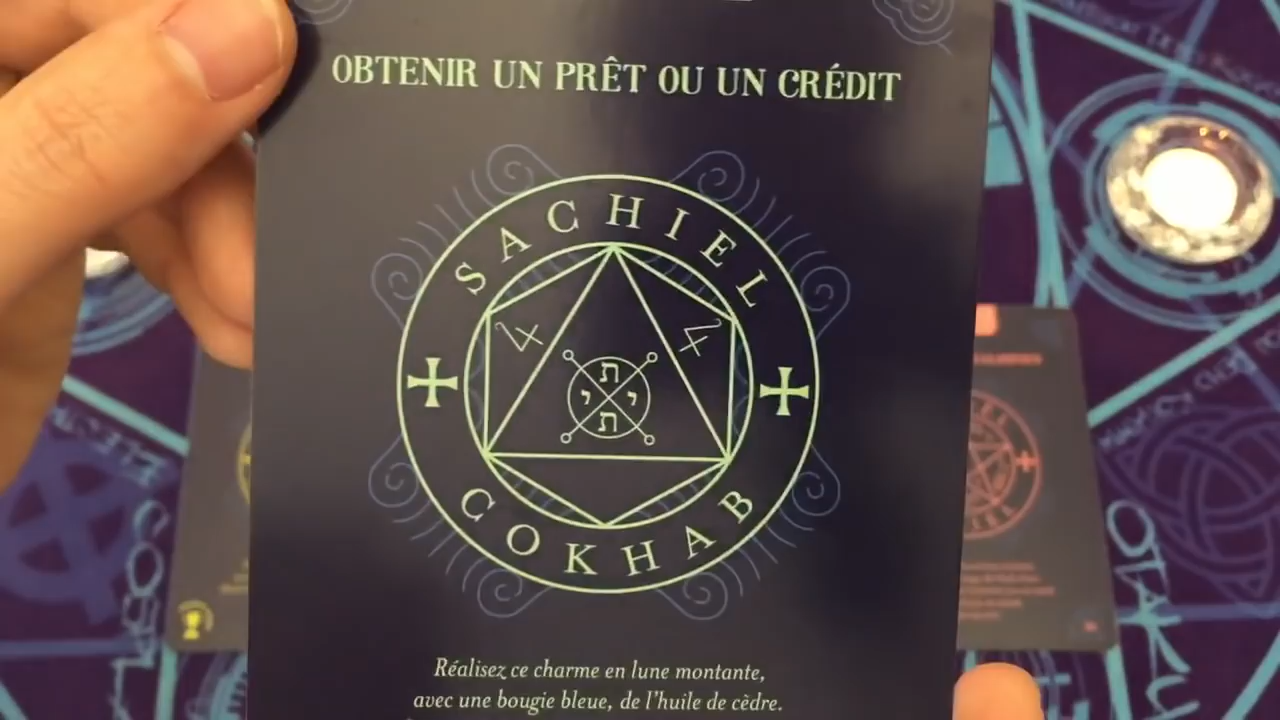 OBTENIR UN PRÊT OU UN CRÉDIT
SACHIEL
ת
י י
ת
COKHAB
Réalisez ce charme en lune montante,
avec une bougie bleue, de l'huile de cèdre.
OTAKU